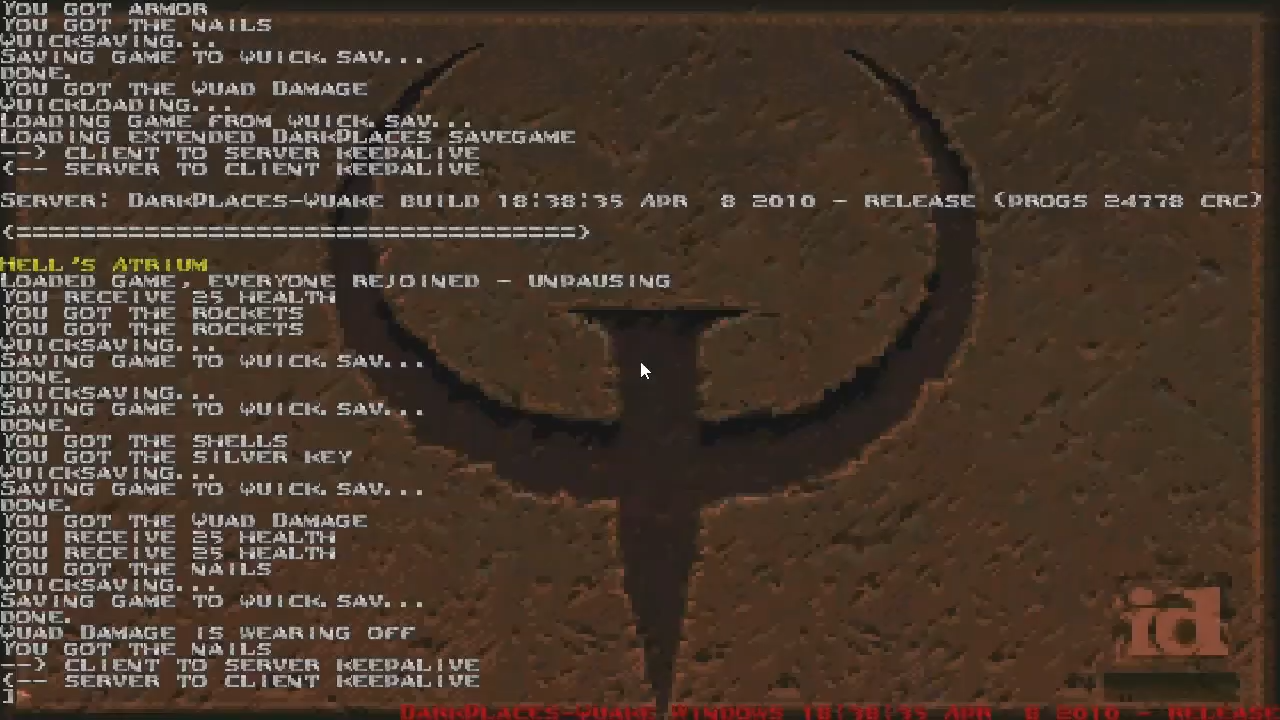 YOU GOT ARMOR
YOU GOT THE NAILS
QUICKSAVING...
SAVING GAME TO QUICK.SAV...
DONE.
YOU GOT THE QUAD DAMAGE
QUICKLOADING...
LOADING GAME FROM QUICK.SAV...
LOADING EXTENDED DARKPLACES SAVEGAME
--> CLIENT TO SERVER KEEPALIVE
<-- SERVER TO CLIENT KEEPALIVE
SERVER: DARKPLACES-QUAKE BUILD 18:38:35 APR  8 2010 - RELEASE (PROGS 24778 CRC)
<===================================>
HELL'S ATRIUM
LOADED GAME, EVERYONE REJOINED - UNPAUSING
YOU RECEIVE 25 HEALTH
YOU GOT THE ROCKETS
YOU GOT THE ROCKETS
QUICKSAVING...
SAVING GAME TO QUICK.SAV...
DONE.
QUICKSAVING...
SAVING GAME TO QUICK.SAV...
DONE.
YOU GOT THE SHELLS
YOU GOT THE SILVER KEY
QUICKSAVING...
SAVING GAME TO QUICK.SAV...
DONE.
YOU GOT THE QUAD DAMAGE
YOU RECEIVE 25 HEALTH
YOU RECEIVE 25 HEALTH
YOU GOT THE NAILS
QUICKSAVING...
SAVING GAME TO QUICK.SAV...
DONE.
QUAD DAMAGE IS WEARING OFF
YOU GOT THE NAILS
--> CLIENT TO SERVER KEEPALIVE
<-- SERVER TO CLIENT KEEPALIVE
]
id
DARKPLACES-QUAKE WINDOWS 18:38:35 APR  8 2010 - RELEASE